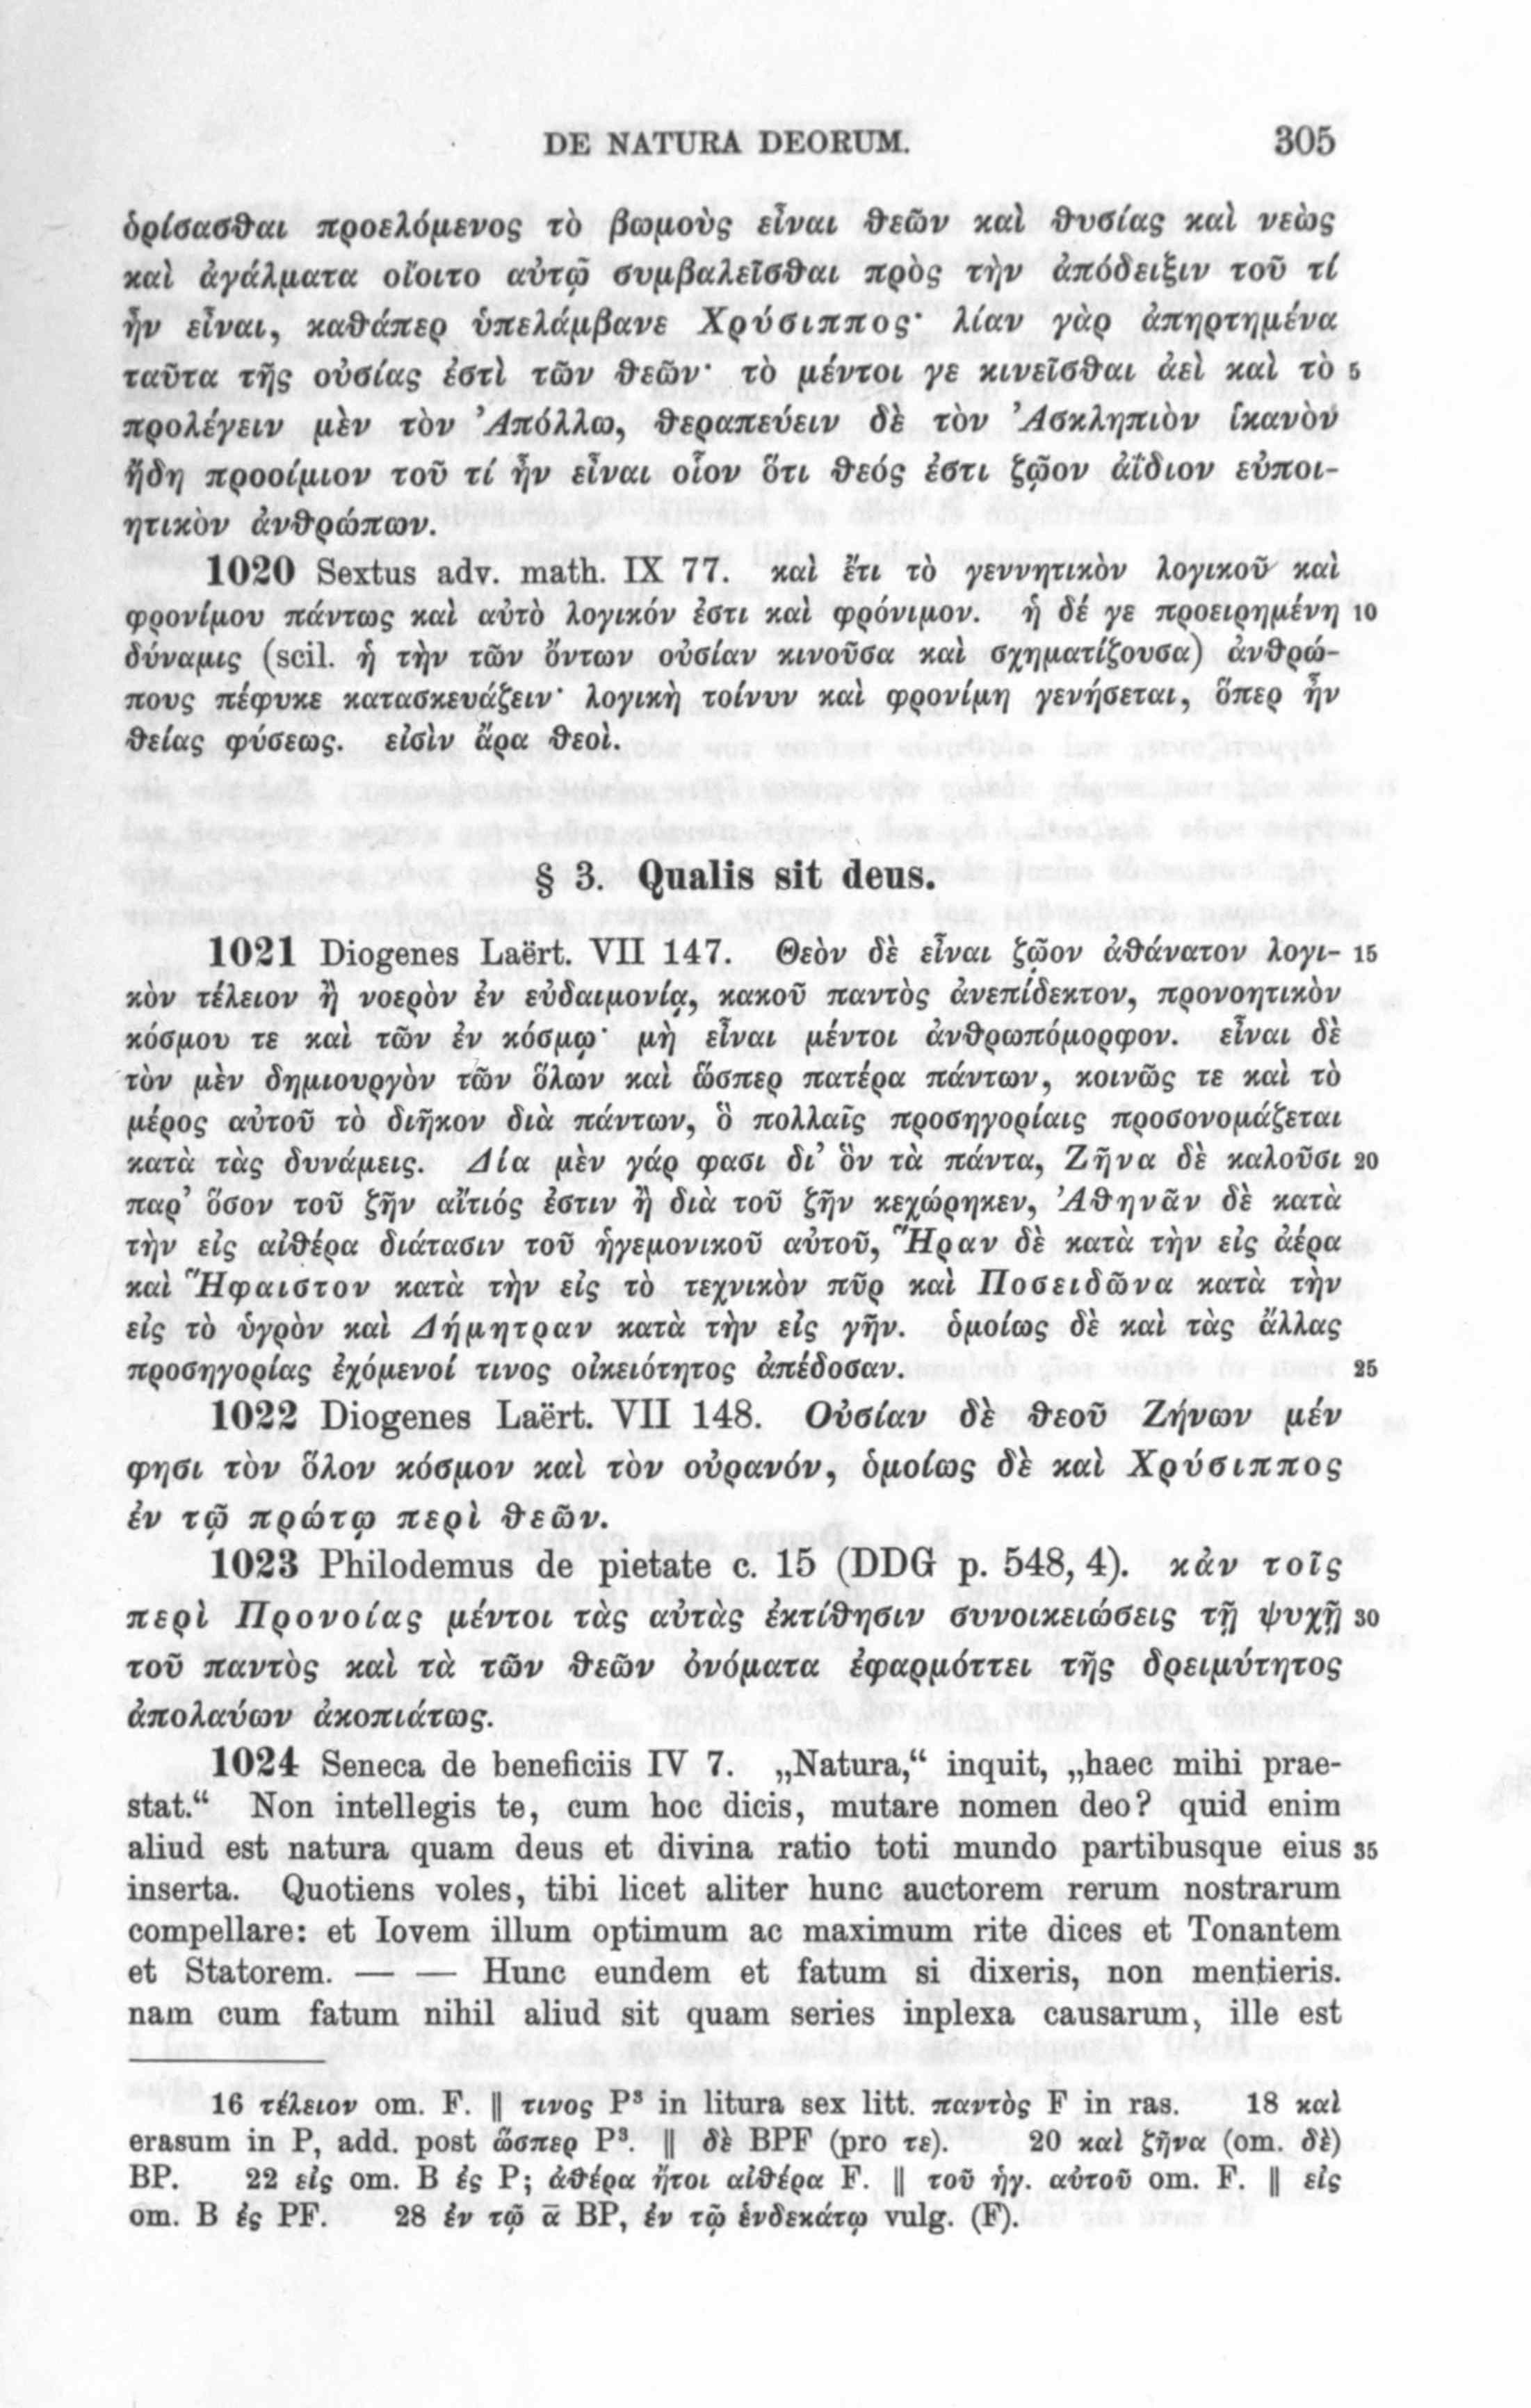 DE NATURA DEORUM. 305
ὁρίσασθαι προελόμενος τὸ βωμοὺς εἶναι θεῶν καὶ θυσίας καὶ νεὼς
καὶ ἀγάλματα οἴοιτο αὑτῷ συμβαλεῖσθαι πρὸς τὴν ἀπόδειξιν τοῦ τί
ἦν εἶναι, καθάπερ ὑπελάμβανε Χρύσιππος· λίαν γὰρ ἀπηρτημένα
ταῦτα τῆς οὐσίας ἐστὶ τῶν θεῶν· τὸ μέντοι γε κινεῖσθαι ἀεὶ καὶ τὸ 5
προλέγειν μὲν τὸν Ἀπόλλω, θεραπεύειν δὲ τὸν Ἀσκληπιὸν ἱκανὸν
ἤδη προοίμιον τοῦ τί ἦν εἶναι οἷον ὅτι θεός ἐστι ζῷον ἀΐδιον εὐποι-
ητικὸν ἀνθρώπων.
1020 Sextus adv. math. IX 77. καὶ ἔτι τὸ γεννητικὸν λογικοῦ καὶ
φρονίμου πάντως καὶ αὐτὸ λογικόν ἐστι καὶ φρόνιμον. ἡ δέ γε προειρημένη 10
δύναμις (scil. ἡ τὴν τῶν ὄντων οὐσίαν κινοῦσα καὶ σχηματίζουσα) ἀνθρώ-
πους πέφυκε κατασκευάζειν· λογικὴ τοίνυν καὶ φρονίμη γενήσεται, ὅπερ ἦν
θείας φύσεως. εἰσὶν ἄρα θεοί.
§ 3. Qualis sit deus.
1021 Diogenes Laërt. VII 147. Θεὸν δὲ εἶναι ζῷον ἀθάνατον λογι- 15
κὸν τέλειον ἢ νοερὸν ἐν εὐδαιμονίᾳ, κακοῦ παντὸς ἀνεπίδεκτον, προνοητικὸν
κόσμου τε καὶ τῶν ἐν κόσμῳ· μὴ εἶναι μέντοι ἀνθρωπόμορφον. εἶναι δὲ
τὸν μὲν δημιουργὸν τῶν ὅλων καὶ ὥσπερ πατέρα πάντων, κοινῶς τε καὶ τὸ
μέρος αὐτοῦ τὸ διῆκον διὰ πάντων, ὃ πολλαῖς προσηγορίαις προσονομάζεται
κατὰ τὰς δυνάμεις. Δία μὲν γάρ φασι δι’ ὃν τὰ πάντα, Ζῆνα δὲ καλοῦσι 20
παρ’ ὅσον τοῦ ζῆν αἴτιός ἐστιν ἢ διὰ τοῦ ζῆν κεχώρηκεν, Ἀθηνᾶν δὲ κατὰ
τὴν εἰς αἰθέρα διάτασιν τοῦ ἡγεμονικοῦ αὐτοῦ, Ἥραν δὲ κατὰ τὴν εἰς ἀέρα
καὶ Ἥφαιστον κατὰ τὴν εἰς τὸ τεχνικὸν πῦρ καὶ Ποσειδῶνα κατὰ τὴν
εἰς τὸ ὑγρὸν καὶ Δήμητραν κατὰ τὴν εἰς γῆν. ὁμοίως δὲ καὶ τὰς ἄλλας
προσηγορίας ἐχόμενοί τινος οἰκειότητος ἀπέδοσαν. 25
1022 Diogenes Laërt. VII 148. Οὐσίαν δὲ θεοῦ Ζήνων μέν
φησι τὸν ὅλον κόσμον καὶ τὸν οὐρανόν, ὁμοίως δὲ καὶ Χρύσιππος
ἐν τῷ πρώτῳ περὶ θεῶν.
1023 Philodemus de pietate c. 15 (DDG p. 548, 4). κἀν τοῖς
περὶ Προνοίας μέντοι τὰς αὐτὰς ἐκτίθησιν συνοικειώσεις τῇ ψυχῇ 30
τοῦ παντὸς καὶ τὰ τῶν θεῶν ὀνόματα ἐφαρμόττει τῆς δρειμύτητος
ἀπολαύων ἀκοπιάτως.
1024 Seneca de beneficiis IV 7. „Natura,“ inquit, „haec mihi prae-
stat.“ Non intellegis te, cum hoc dicis, mutare nomen deo? quid enim
aliud est natura quam deus et divina ratio toti mundo partibusque eius 35
inserta. Quotiens voles, tibi licet aliter hunc auctorem rerum nostrarum
compellare: et Iovem illum optimum ac maximum rite dices et Tonantem
et Statorem. — — Hunc eundem et fatum si dixeris, non mentieris.
nam cum fatum nihil aliud sit quam series inplexa causarum, ille est
16 τέλειον om. F. ‖ τινος P³ in litura sex litt. παντὸς F in ras. 18 καὶ
erasum in P, add. post ὥσπερ P³. ‖ δὲ BPF (pro τε). 20 καὶ ζῆνα (om. δὲ)
BP. 22 εἰς om. B ἐς P; ἀθέρα ἤτοι αἰθέρα F. ‖ τοῦ ἡγ. αὐτοῦ om. F. ‖ εἰς
om. B ἐς PF. 28 ἐν τῷ ᾱ BP, ἐν τῷ ἑνδεκάτῳ vulg. (F).